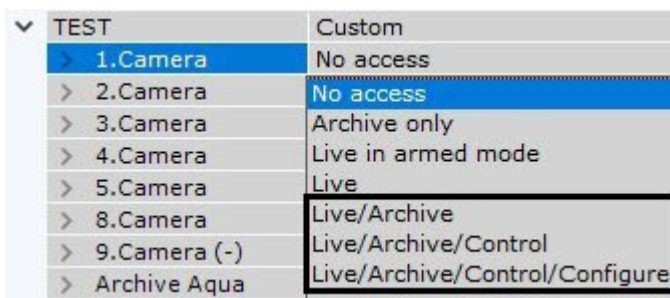 TEST Custom
1.Camera No access
2.Camera No access
3.Camera Archive only
4.Camera Live in armed mode
5.Camera Live
8.Camera Live/Archive
9.Camera (-) Live/Archive/Control
Archive Aqua Live/Archive/Control/Configure